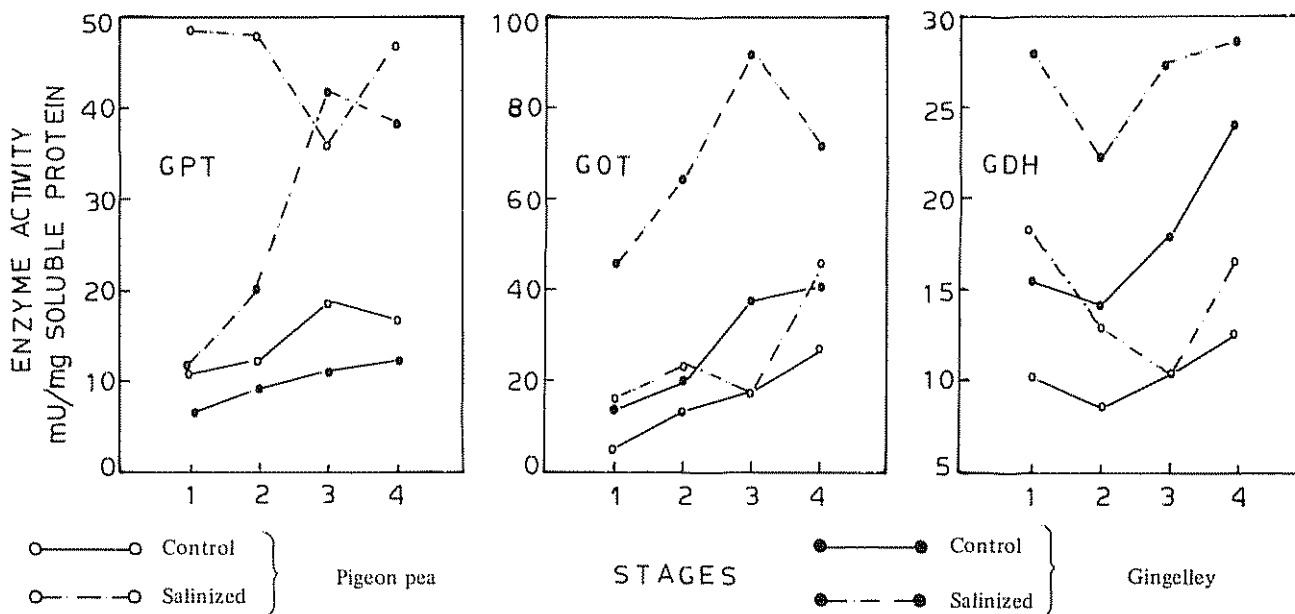 ENZYME ACTIVITY
mU/mg SOLUBLE PROTEIN
50
40
30
20
10
0
GPT
1 2 3 4
100
80
60
40
20
0
GOT
1 2 3 4
30
25
20
15
10
5
GDH
1 2 3 4
STAGES
Control
Salinized
Pigeon pea
Control
Salinized
Gingelley